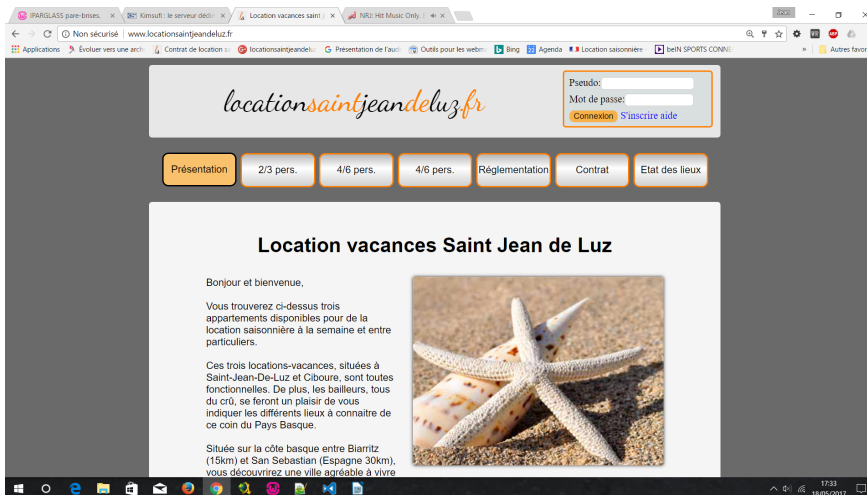 IPARGLASS pare-brises.
Kimsufi : le serveur dédié
Location vacances saint j
NRJ: Hit Music Only.
Non sécurisé | www.locationsaintjeandeluz.fr
Applications
Évoluer vers une arch
Contrat de location sa
locationsaintjeandeluz
Présentation de l'audi
Outils pour les webma
Bing
Agenda
Location saisonnière
beIN SPORTS CONNE
»
Autres favor
locationsaintjeandeluz.fr
Pseudo:
Mot de passe:
Connexion S'inscrire aide
Présentation
2/3 pers.
4/6 pers.
4/6 pers.
Réglementation
Contrat
Etat des lieux
Location vacances Saint Jean de Luz
Bonjour et bienvenue,
Vous trouverez ci-dessus trois
appartements disponibles pour de la
location saisonnière à la semaine et entre
particuliers.
Ces trois locations-vacances, situées à
Saint-Jean-De-Luz et Ciboure, sont toutes
fonctionnelles. De plus, les bailleurs, tous
du crû, se feront un plaisir de vous
indiquer les différents lieux à connaitre de
ce coin du Pays Basque.
Située sur la côte basque entre Biarritz
(15km) et San Sebastian (Espagne 30km),
vous découvrirez une ville agréable à vivre
17:33
18/05/2017